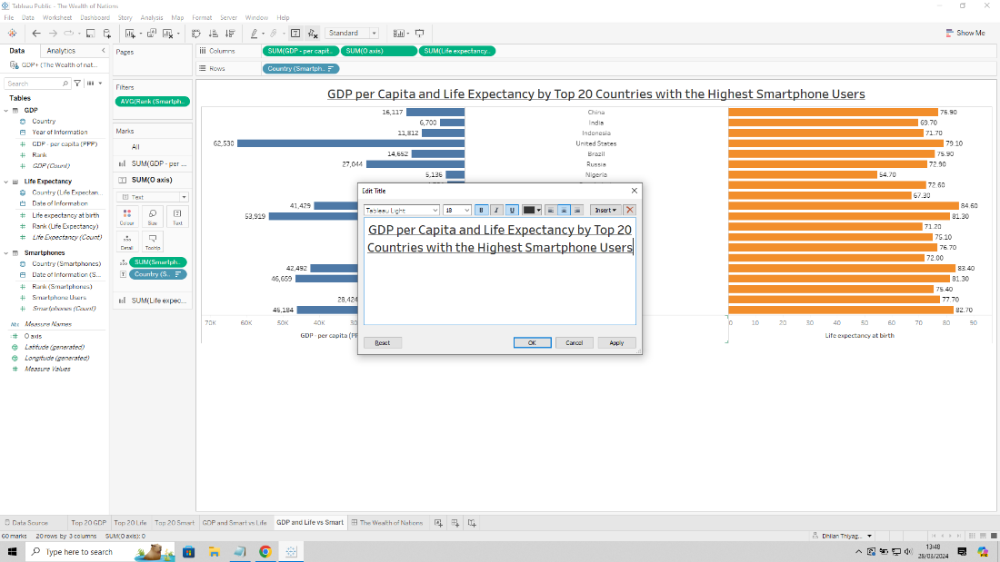 Tableau Public - The Wealth of Nations
File Data Worksheet Dashboard Story Analysis Map Format Server Window Help
Standard
Show Me
Data Analytics
GDP+ (The Wealth of nat...
Search
Tables
GDP
Country
Year of Information
GDP - per capita (PPP)
Rank
GDP (Count)
Life Expectancy
Country (Life Expectan...
Date of Information
Life expectancy at birth
Rank (Life Expectancy)
Life Expectancy (Count)
Smartphones
Country (Smartphones)
Date of Information (S...
Rank (Smartphones)
Smartphone Users
Smartphones (Count)
Abc Measure Names
O axis
Latitude (generated)
Longitude (generated)
Measure Values
Pages
Filters
AVG(Rank (Smartph..
Marks
All
SUM(GDP - per ...
SUM(O axis)
Text
Colour Size Text
Detail Tooltip
SUM(Smartph..
Country (S...
SUM(Life expec...
Columns SUM(GDP - per capit.. SUM(O axis) SUM(Life expectancy..
Rows Country (Smartph..
GDP per Capita and Life Expectancy by Top 20 Countries with the Highest Smartphone Users
16,117 China 76.90
6,700 India 69.70
11,812 Indonesia 71.70
62,530 United States 79.10
14,652 Brazil 75.90
27,044 Russia 72.90
5,136 Nigeria 54.70
72.60
67.30
41,429 84.60
53,919 81.30
71.20
75.10
76.70
72.00
42,492 83.40
46,659 81.30
75.40
28,424 77.70
46,184 82.70
70K 60K 50K 40K 0 10 20 30 40 50 60 70 80 90
Life expectancy at birth
Edit Title
Tableau Light 18 B I U Insert
GDP per Capita and Life Expectancy by Top 20
Countries with the Highest Smartphone Users
Reset OK Cancel Apply
Data Source Top 20 GDP Top 20 Life Top 20 Smart GDP and Smart vs Life GDP and Life vs Smart The Wealth of Nations
60 marks 20 rows by 3 columns SUM(O axis): 0 Dhilan Thiyag...
Type here to search
13:48
28/03/2024